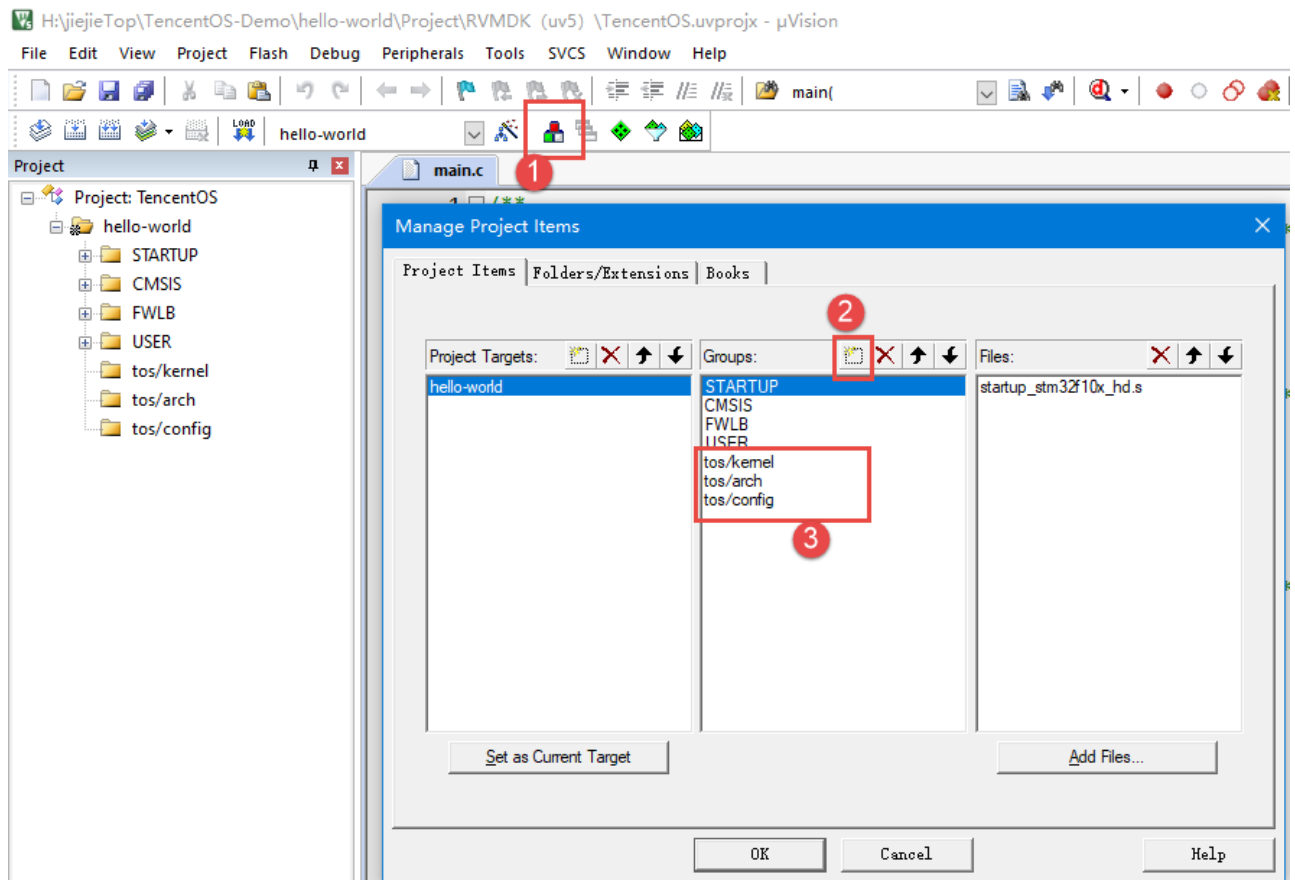 H:\jiejieTop\TencentOS-Demo\hello-world\Project\RVMDK (uv5) \TencentOS.uvprojx - µVision
File Edit View Project Flash Debug Peripherals Tools SVCS Window Help
main(
LOAD hello-world
1
Project
main.c
Project: TencentOS
hello-world
STARTUP
CMSIS
FWLB
USER
tos/kernel
tos/arch
tos/config
1 /**
Manage Project Items
Project Items Folders/Extensions Books
2
Project Targets: Groups: Files:
hello-world STARTUP startup_stm32f10x_hd.s
CMSIS
FWLB
USER
tos/kernel
tos/arch
tos/config
3
Set as Current Target Add Files...
OK Cancel Help